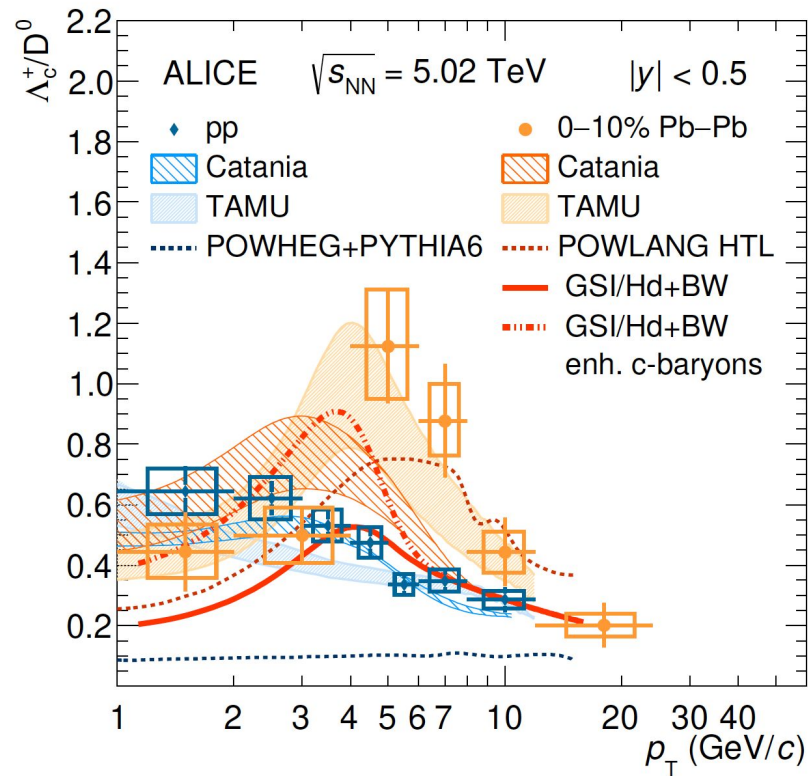 Λc+/D0
2.2
2.0
1.8
1.6
1.4
1.2
1.0
0.8
0.6
0.4
0.2
ALICE √sNN = 5.02 TeV |y| < 0.5
pp
Catania
TAMU
POWHEG+PYTHIA6
0−10% Pb−Pb
Catania
TAMU
POWLANG HTL
GSI/Hd+BW
GSI/Hd+BW
enh. c-baryons
1 2 3 4 5 6 7 10 20 30 40
pT (GeV/c)